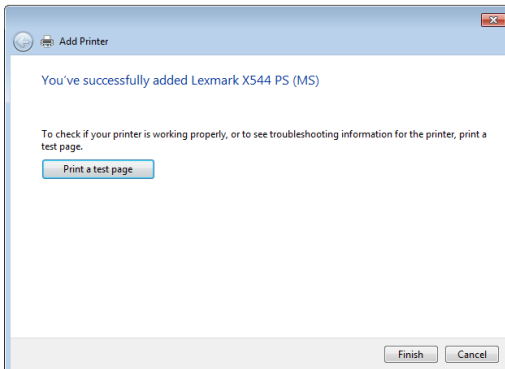 Add Printer
You've successfully added Lexmark X544 PS (MS)
To check if your printer is working properly, or to see troubleshooting information for the printer, print a
test page.
Print a test page
Finish Cancel